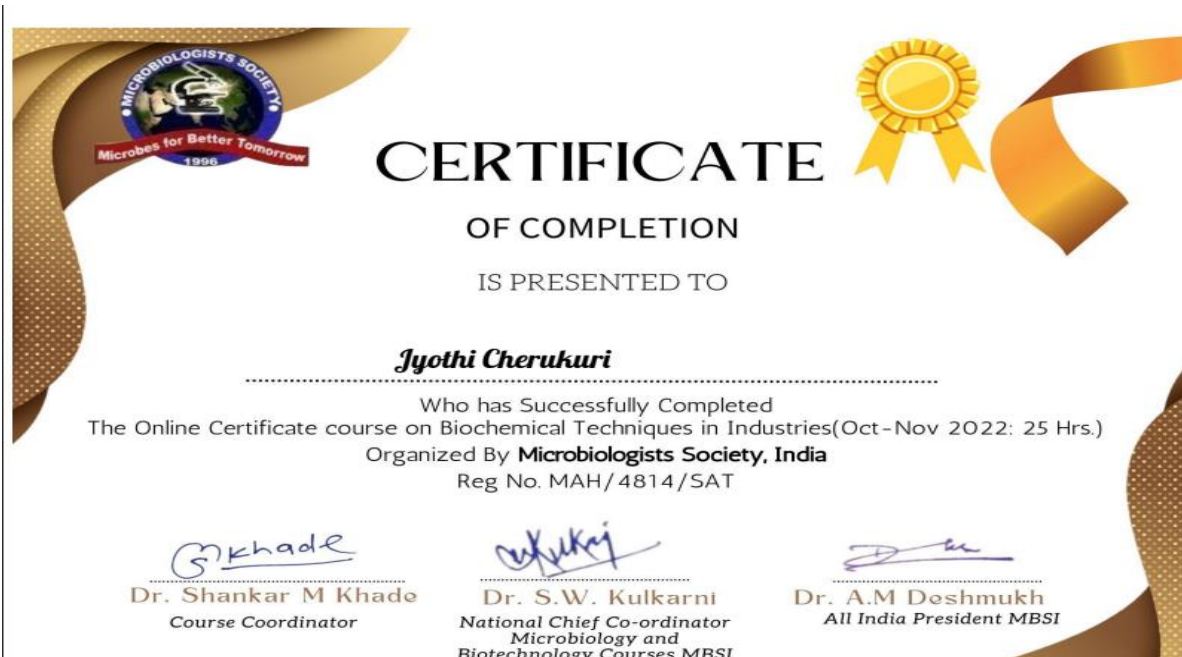 MICROBIOLOGISTS SOCIETY
Microbes for Better Tomorrow
1996
CERTIFICATE
OF COMPLETION
IS PRESENTED TO
Jyothi Cherukuri
Who has Successfully Completed
The Online Certificate course on Biochemical Techniques in Industries(Oct-Nov 2022: 25 Hrs.)
Organized By Microbiologists Society, India
Reg No. MAH/4814/SAT
Khade
Dr. Shankar M Khade
Course Coordinator
Dr. S.W. Kulkarni
National Chief Co-ordinator
Microbiology and
Biotechnology Courses MBSI
Dr. A.M Deshmukh
All India President MBSI